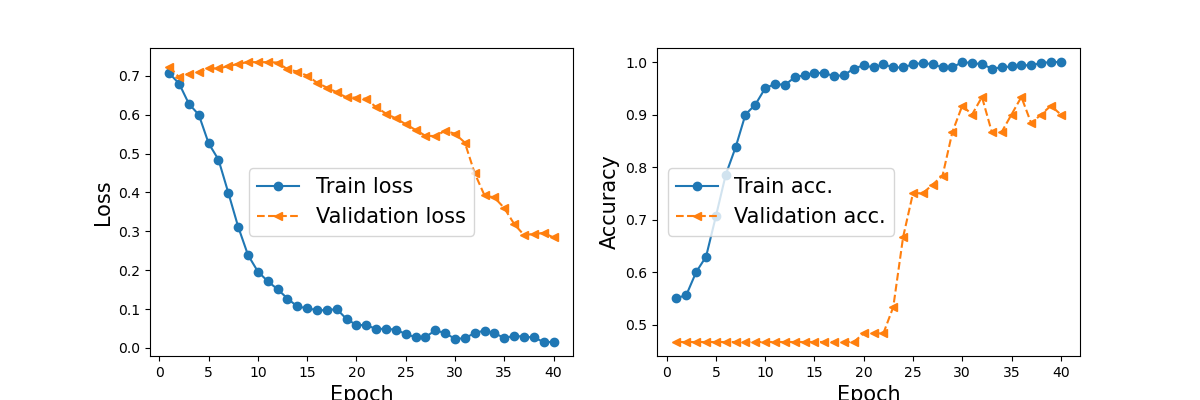 0.7
0.6
0.5
0.4
0.3
0.2
0.1
0.0
Loss
Train loss
Validation loss
0 5 10 15 20 25 30 35 40
Epoch
1.0
0.9
0.8
0.7
0.6
0.5
Accuracy
Train acc.
Validation acc.
0 5 10 15 20 25 30 35 40
Epoch